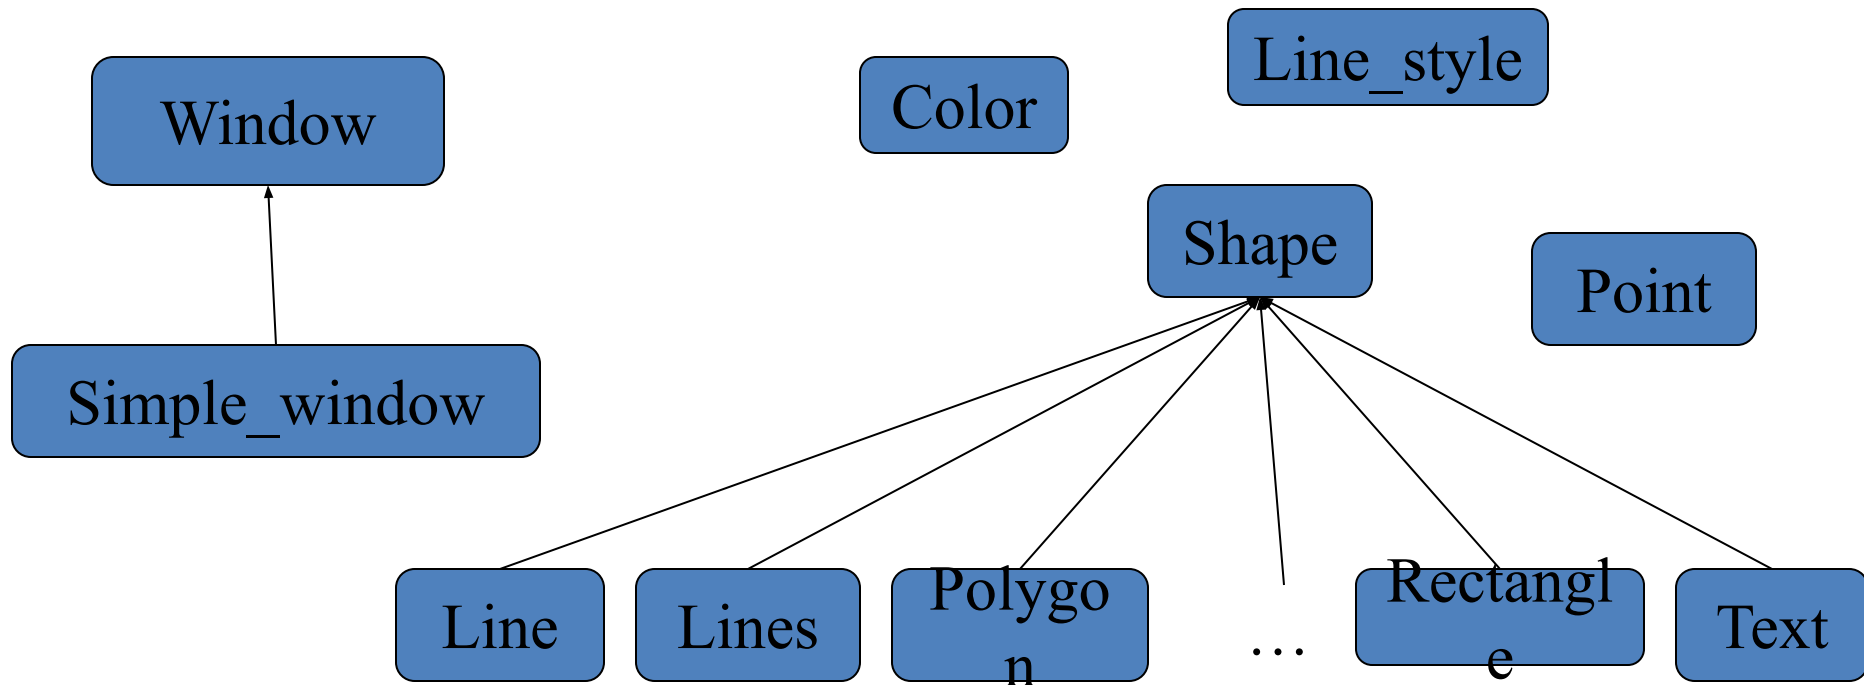 Line_style
Window
Color
Shape
Point
Simple_window
Line
Lines
Polygo
n
…
Rectangl
e
Text